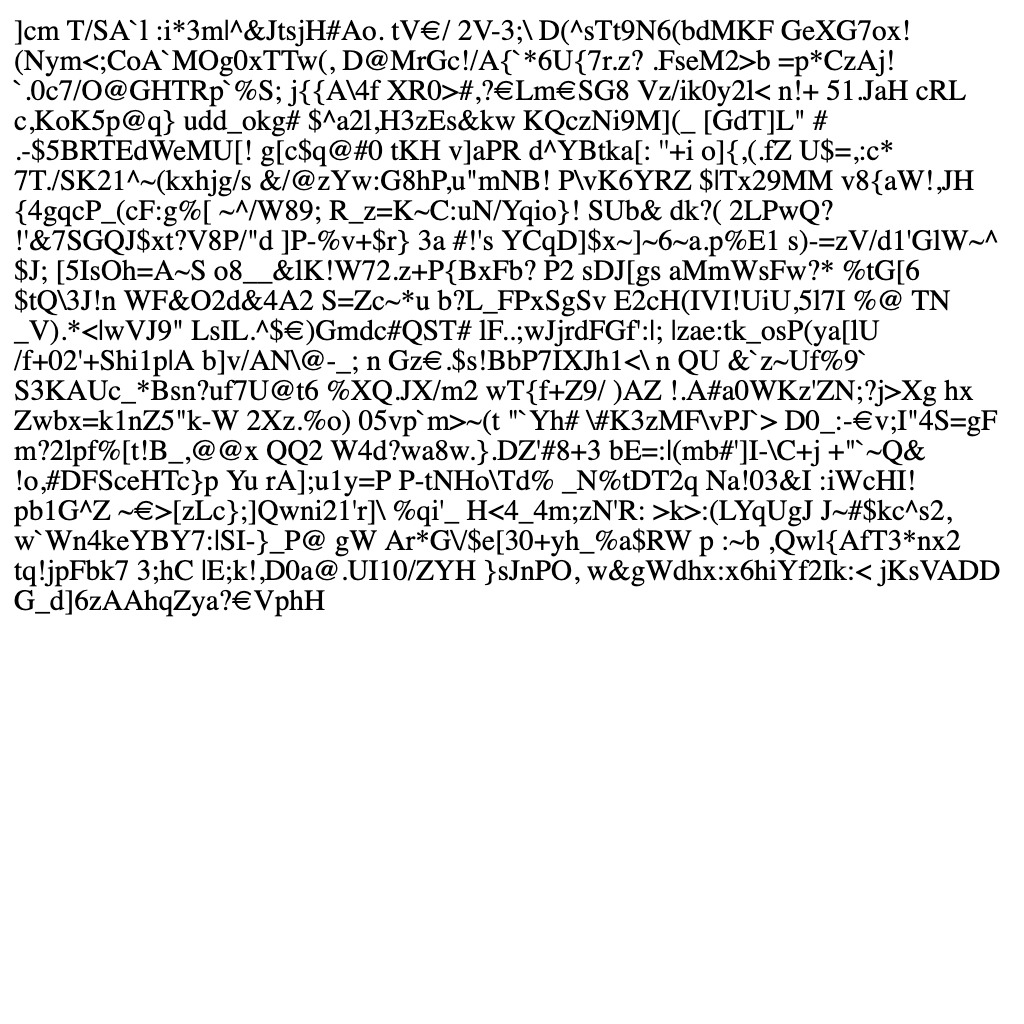 ]cm T/SA`l :i*3m|^&JtsjH#Ao. tV€/ 2V-3;\ D(^sTt9N6(bdMKF GeXG7ox!
(Nym<;CoA`MOg0xTTw(, D@MrGc!/A{`*6U{7r.z? .FseM2>b =p*CzAj!
`.0c7/O@GHTRp`%S; j{{A\4f XR0>#,?€Lm€SG8 Vz/ik0y2l< n!+ 51.JaH cRL
c,KoK5p@q} udd_okg# $^a2l,H3zEs&kw KQczNi9M](_ [GdT]L" #
.-$5BRTEdWeMU[! g[c$q@#0 tKH v]aPR d^YBtka[: "+i o]{,(.fZ U$=,:c*
7T./SK21^~(kxhjg/s &/@zYw:G8hP,u"mNB! P\vK6YRZ $|Tx29MM v8{aW!,JH
{4gqcP_(cF:g%[ ~^/W89; R_z=K~C:uN/Yqio}! SUb& dk?( 2LPwQ?
!'&7SGQJ$xt?V8P/"d ]P-%v+$r} 3a #!'s YCqD]$x~]~6~a.p%E1 s)-=zV/d1'GlW~^
$J; [5IsOh=A~S o8__&lK!W72.z+P{BxFb? P2 sDJ[gs aMmWsFw?* %tG[6
$tQ\3J!n WF&O2d&4A2 S=Zc~*u b?L_FPxSgSv E2cH(IVI!UiU,5l7I %@ TN
_V).*<|wVJ9" LsIL.^$€)Gmdc#QST# lF..;wJjrdFGf':|; |zae:tk_osP(ya[lU
/f+02'+Shi1p|A b]v/AN\@-_; n Gz€.$s!BbP7IXJh1<\ n QU &`z~Uf%9`
S3KAUc_*Bsn?uf7U@t6 %XQ.JX/m2 wT{f+Z9/ )AZ !.A#a0WKz'ZN;?j>Xg hx
Zwbx=k1nZ5"k-W 2Xz.%o) 05vp`m>~(t "`Yh# \#K3zMF\vPJ`> D0_:-€v;I"4S=gF
m?2lpf%[t!B_,@@x QQ2 W4d?wa8w.}.DZ'#8+3 bE=:|(mb#']I-\C+j +"`~Q&
!o,#DFSceHTc}p Yu rA];u1y=P P-tNHo\Td% _N%tDT2q Na!03&I :iWcHI!
pb1G^Z ~€>[zLc};]Qwni21'r]\ %qi'_ H<4_4m;zN'R: >k>:(LYqUgJ J~#$kc^s2,
w`Wn4keYBY7:|SI-}_P@ gW Ar*G\/$e[30+yh_%a$RW p :~b ,Qwl{AfT3*nx2
tq!jpFbk7 3;hC |E;k!,D0a@.UI10/ZYH }sJnPO, w&gWdhx:x6hiYf2Ik:< jKsVADD
G_d]6zAAhqZya?€VphH